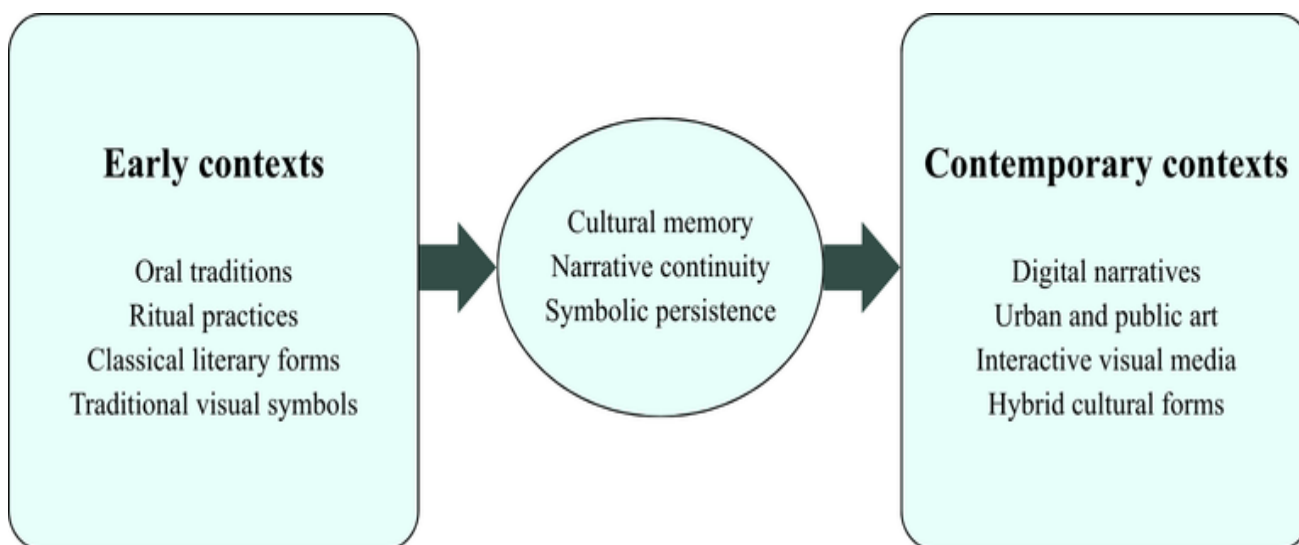 Early contexts
Oral traditions
Ritual practices
Classical literary forms
Traditional visual symbols
Cultural memory
Narrative continuity
Symbolic persistence
Contemporary contexts
Digital narratives
Urban and public art
Interactive visual media
Hybrid cultural forms